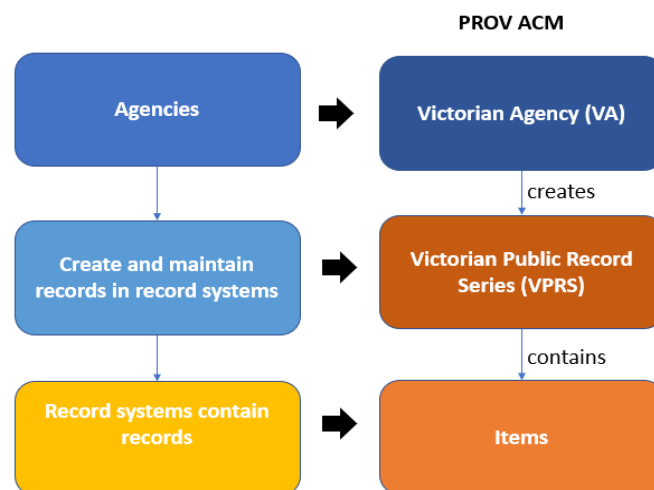 PROV ACM
Agencies
Victorian Agency (VA)
creates
Create and maintain
records in record systems
Victorian Public Record
Series (VPRS)
contains
Record systems contain
records
Items